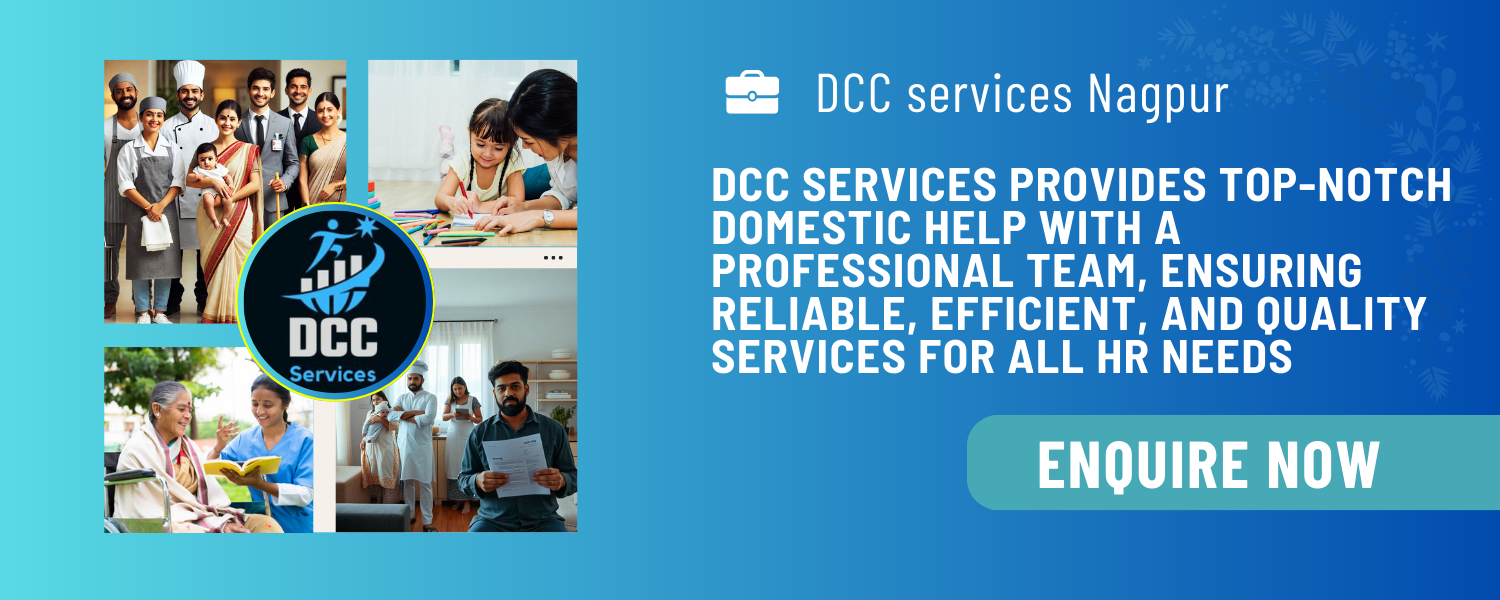 DCC services Nagpur
DCC SERVICES PROVIDES TOP-NOTCH
DOMESTIC HELP WITH A
PROFESSIONAL TEAM, ENSURING
RELIABLE, EFFICIENT, AND QUALITY
SERVICES FOR ALL HR NEEDS
ENQUIRE NOW
DCC
Services